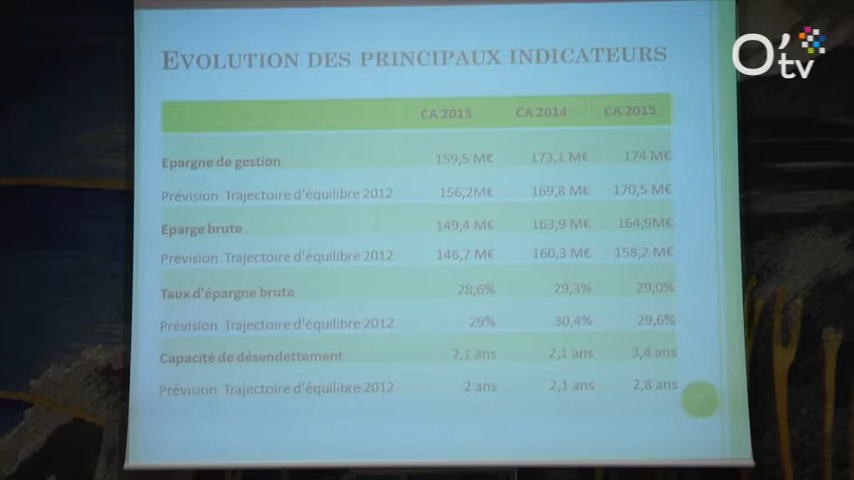 EVOLUTION DES PRINCIPAUX INDICATEURS
O'tv
CA 2013 CA 2014 CA 2015
Epargne de gestion 159,5 M€ 173,1 M€ 174 M€
Prévision Trajectoire d'équilibre 2012 156,2M€ 169,8 M€ 170,5 M€
Eparge brute 149,4 M€ 163,9 M€ 164,9M€
Prévision Trajectoire d'équilibre 2012 146,7 M€ 160,3 M€ 158,2 M€
Taux d'épargne brute 28,6% 29,3% 29,0%
Prévision Trajectoire d'équilibre 2012 29% 30,4% 29,6%
Capacité de désendettement 2,1 ans 2,1 ans 3,4 ans
Prévision Trajectoire d'équilibre 2012 2 ans 2,1 ans 2,8 ans